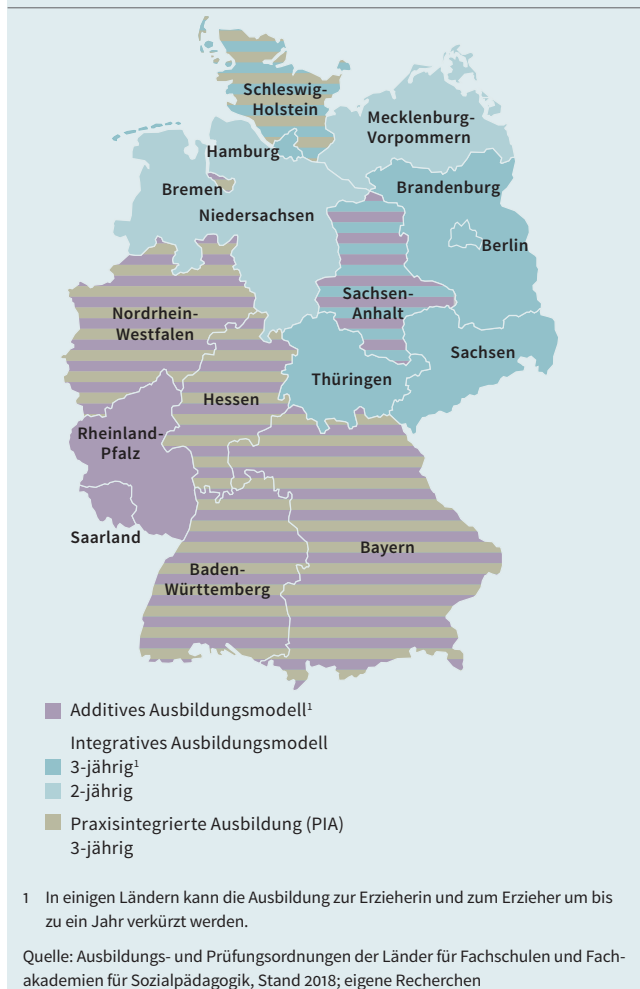 Schleswig-
Holstein
Mecklenburg-
Vorpommern
Hamburg
Bremen
Brandenburg
Niedersachsen
Berlin
Nordrhein-
Westfalen
Sachsen-
Anhalt
Sachsen
Thüringen
Hessen
Rheinland-
Pfalz
Saarland
Bayern
Baden-
Württemberg
Additives Ausbildungsmodell¹
Integratives Ausbildungsmodell
3-jährig¹
2-jährig
Praxisintegrierte Ausbildung (PIA)
3-jährig
1 In einigen Ländern kann die Ausbildung zur Erzieherin und zum Erzieher um bis
zu ein Jahr verkürzt werden.
Quelle: Ausbildungs- und Prüfungsordnungen der Länder für Fachschulen und Fach-
akademien für Sozialpädagogik, Stand 2018; eigene Recherchen